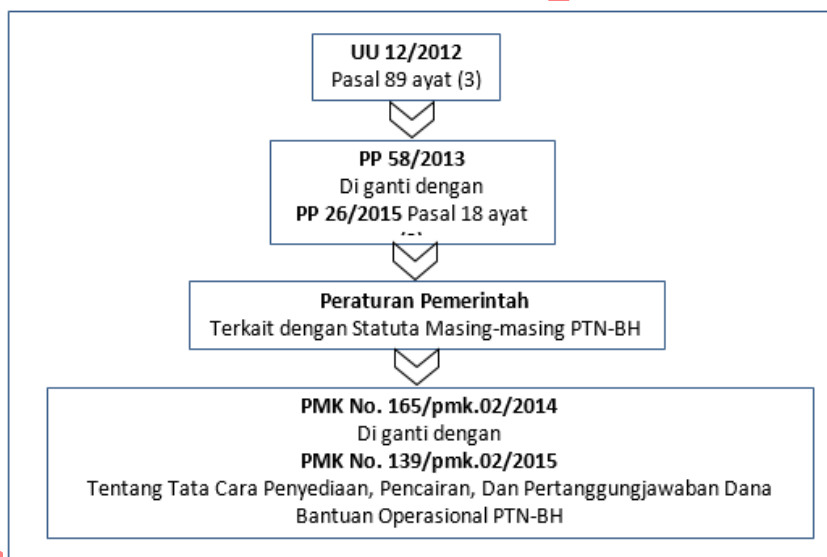 UU 12/2012
Pasal 89 ayat (3)
PP 58/2013
Di ganti dengan
PP 26/2015 Pasal 18 ayat
Peraturan Pemerintah
Terkait dengan Statuta Masing-masing PTN-BH
PMK No. 165/pmk.02/2014
Di ganti dengan
PMK No. 139/pmk.02/2015
Tentang Tata Cara Penyediaan, Pencairan, Dan Pertanggungjawaban Dana
Bantuan Operasional PTN-BH